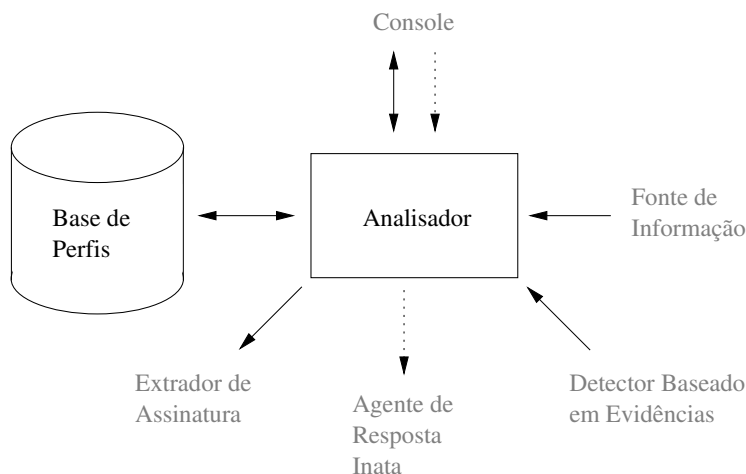 Console
Base de
Perfis
Analisador
Fonte de
Informação
Extrador de
Assinatura
Agente de
Resposta
Inata
Detector Baseado
em Evidências